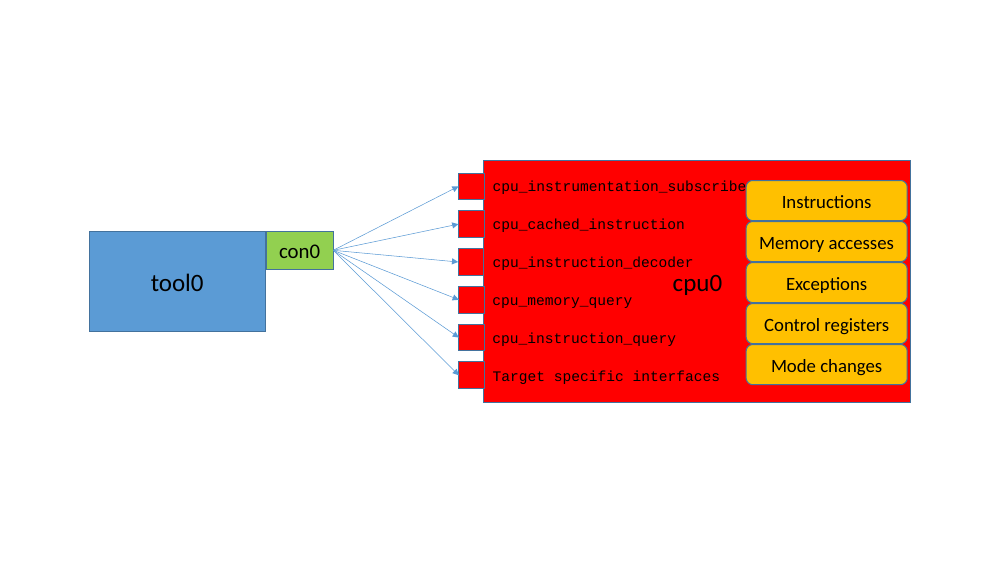 tool0
con0
cpu_instrumentation_subscribe
cpu_cached_instruction
cpu_instruction_decoder
cpu_memory_query
cpu_instruction_query
Target specific interfaces
cpu0
Instructions
Memory accesses
Exceptions
Control registers
Mode changes